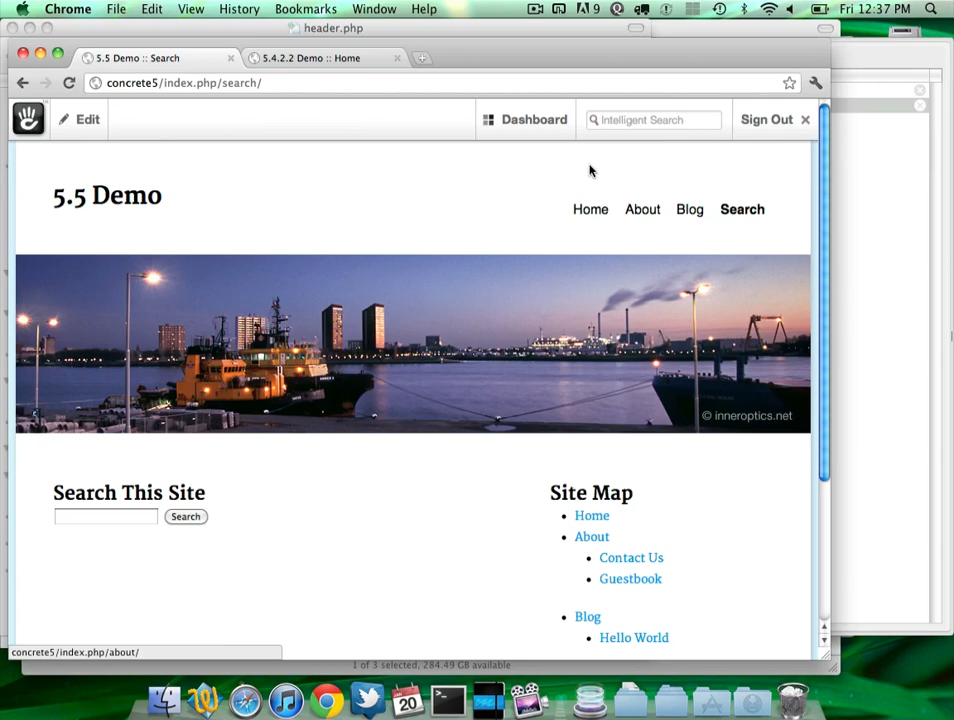 Chrome File Edit View History Bookmarks Window Help 9 Fri 12:37 PM
header.php
5.5 Demo :: Search 5.4.2.2 Demo :: Home
concrete5/index.php/search/
Edit Dashboard Intelligent Search Sign Out
5.5 Demo
Home About Blog Search
© inneroptics.net
Search This Site Site Map
Search
Home
About
Contact Us
Guestbook
Blog
Hello World
concrete5/index.php/about/
1 of 3 selected, 284.49 GB available
20